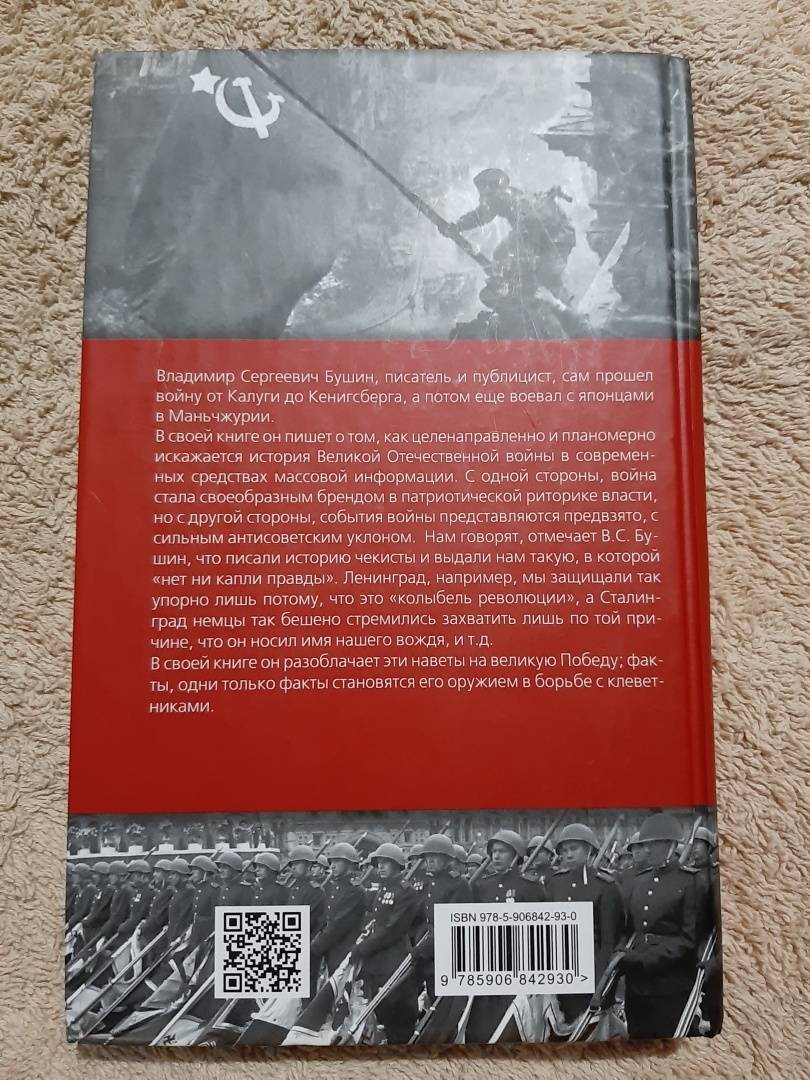 Владимир Сергеевич Бушин, писатель и публицист, сам прошел
войну от Калуги до Кенигсберга, а потом еще воевал с японцами
в Маньчжурии.
В своей книге он пишет о том, как целенаправленно и планомерно
искажается история Великой Отечественной войны в современ-
ных средствах массовой информации. С одной стороны, война
стала своеобразным брендом в патриотической риторике власти,
но с другой стороны, события войны представляются предвзято, с
сильным антисоветским уклоном. Нам говорят, отмечает В.С. Бу-
шин, что писали историю чекисты и выдали нам такую, в которой
«нет ни капли правды». Ленинград, например, мы защищали так
упорно лишь потому, что это «колыбель революции», а Сталин-
град немцы так бешено стремились захватить лишь по той при-
чине, что он носил имя нашего вождя, и т.д.
В своей книге он разоблачает эти наветы на великую Победу; фак-
ты, одни только факты становятся его оружием в борьбе с клевет-
никами.
ISBN 978-5-906842-93-0
9 785906 842930 >